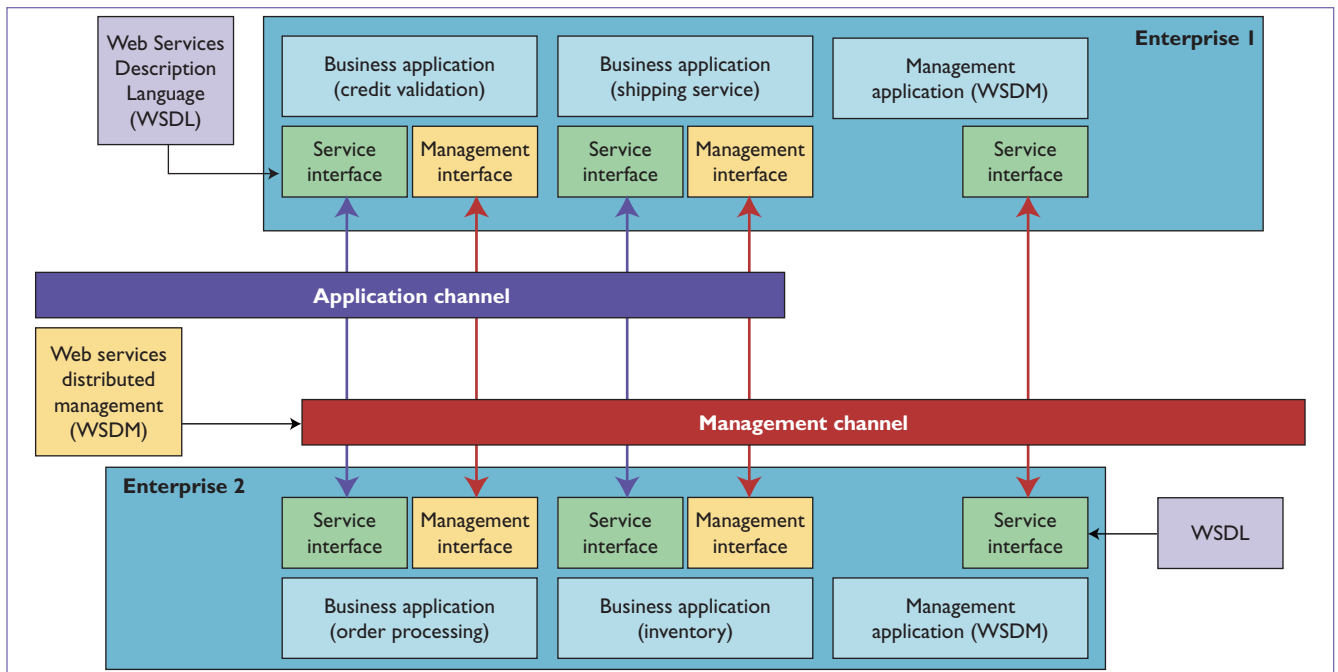 Web Services
Description
Language
(WSDL)
Enterprise 1
Business application
(credit validation)
Business application
(shipping service)
Management
application (WSDM)
Service
interface
Management
interface
Service
interface
Management
interface
Service
interface
Application channel
Web services
distributed
management
(WSDM)
Management channel
Enterprise 2
Service
interface
Management
interface
Service
interface
Management
interface
Service
interface
WSDL
Business application
(order processing)
Business application
(inventory)
Management
application (WSDM)